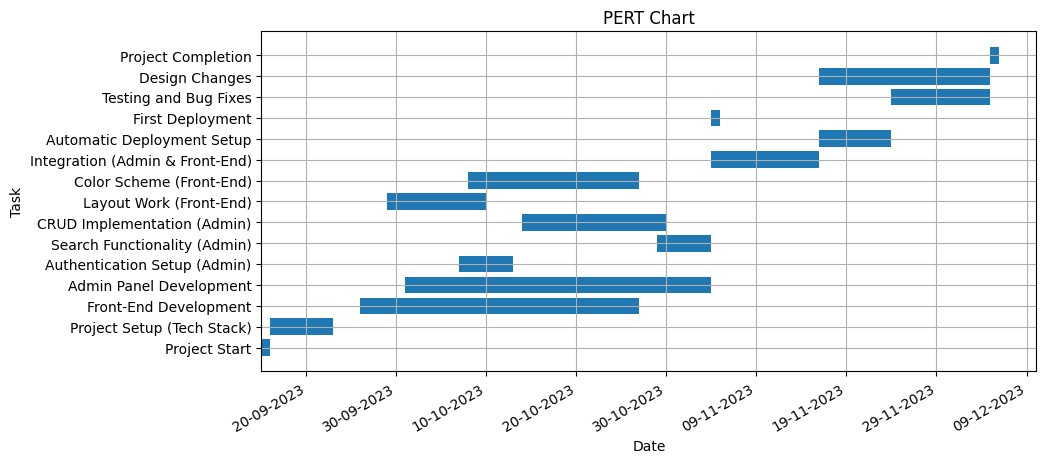 PERT Chart
Project Completion
Design Changes
Testing and Bug Fixes
First Deployment
Automatic Deployment Setup
Integration (Admin & Front-End)
Color Scheme (Front-End)
Layout Work (Front-End)
CRUD Implementation (Admin)
Search Functionality (Admin)
Authentication Setup (Admin)
Admin Panel Development
Front-End Development
Project Setup (Tech Stack)
Project Start
Task
20-09-2023
30-09-2023
10-10-2023
20-10-2023
30-10-2023
09-11-2023
19-11-2023
29-11-2023
09-12-2023
Date